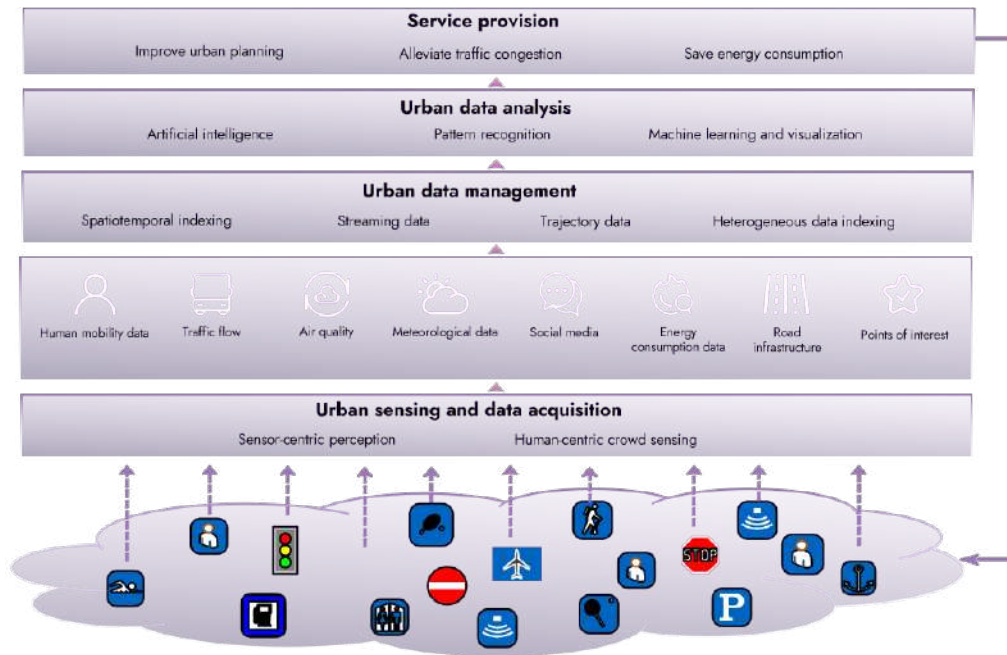 Service provision
Improve urban planning
Alleviate traffic congestion
Save energy consumption
Urban data analysis
Artificial intelligence
Pattern recognition
Machine learning and visualization
Urban data management
Spatiotemporal indexing
Streaming data
Trajectory data
Heterogeneous data indexing
Human mobility data
Traffic flow
Air quality
Meteorological data
Social media
Energy
consumption data
Road
infrastructure
Points of interest
Urban sensing and data acquisition
Sensor-centric perception
Human-centric crowd sensing
STOP
P